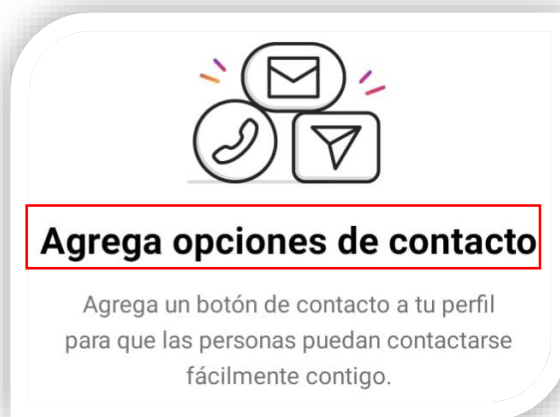 Agrega opciones de contacto
Agrega un botón de contacto a tu perfil
para que las personas puedan contactarse
fácilmente contigo.